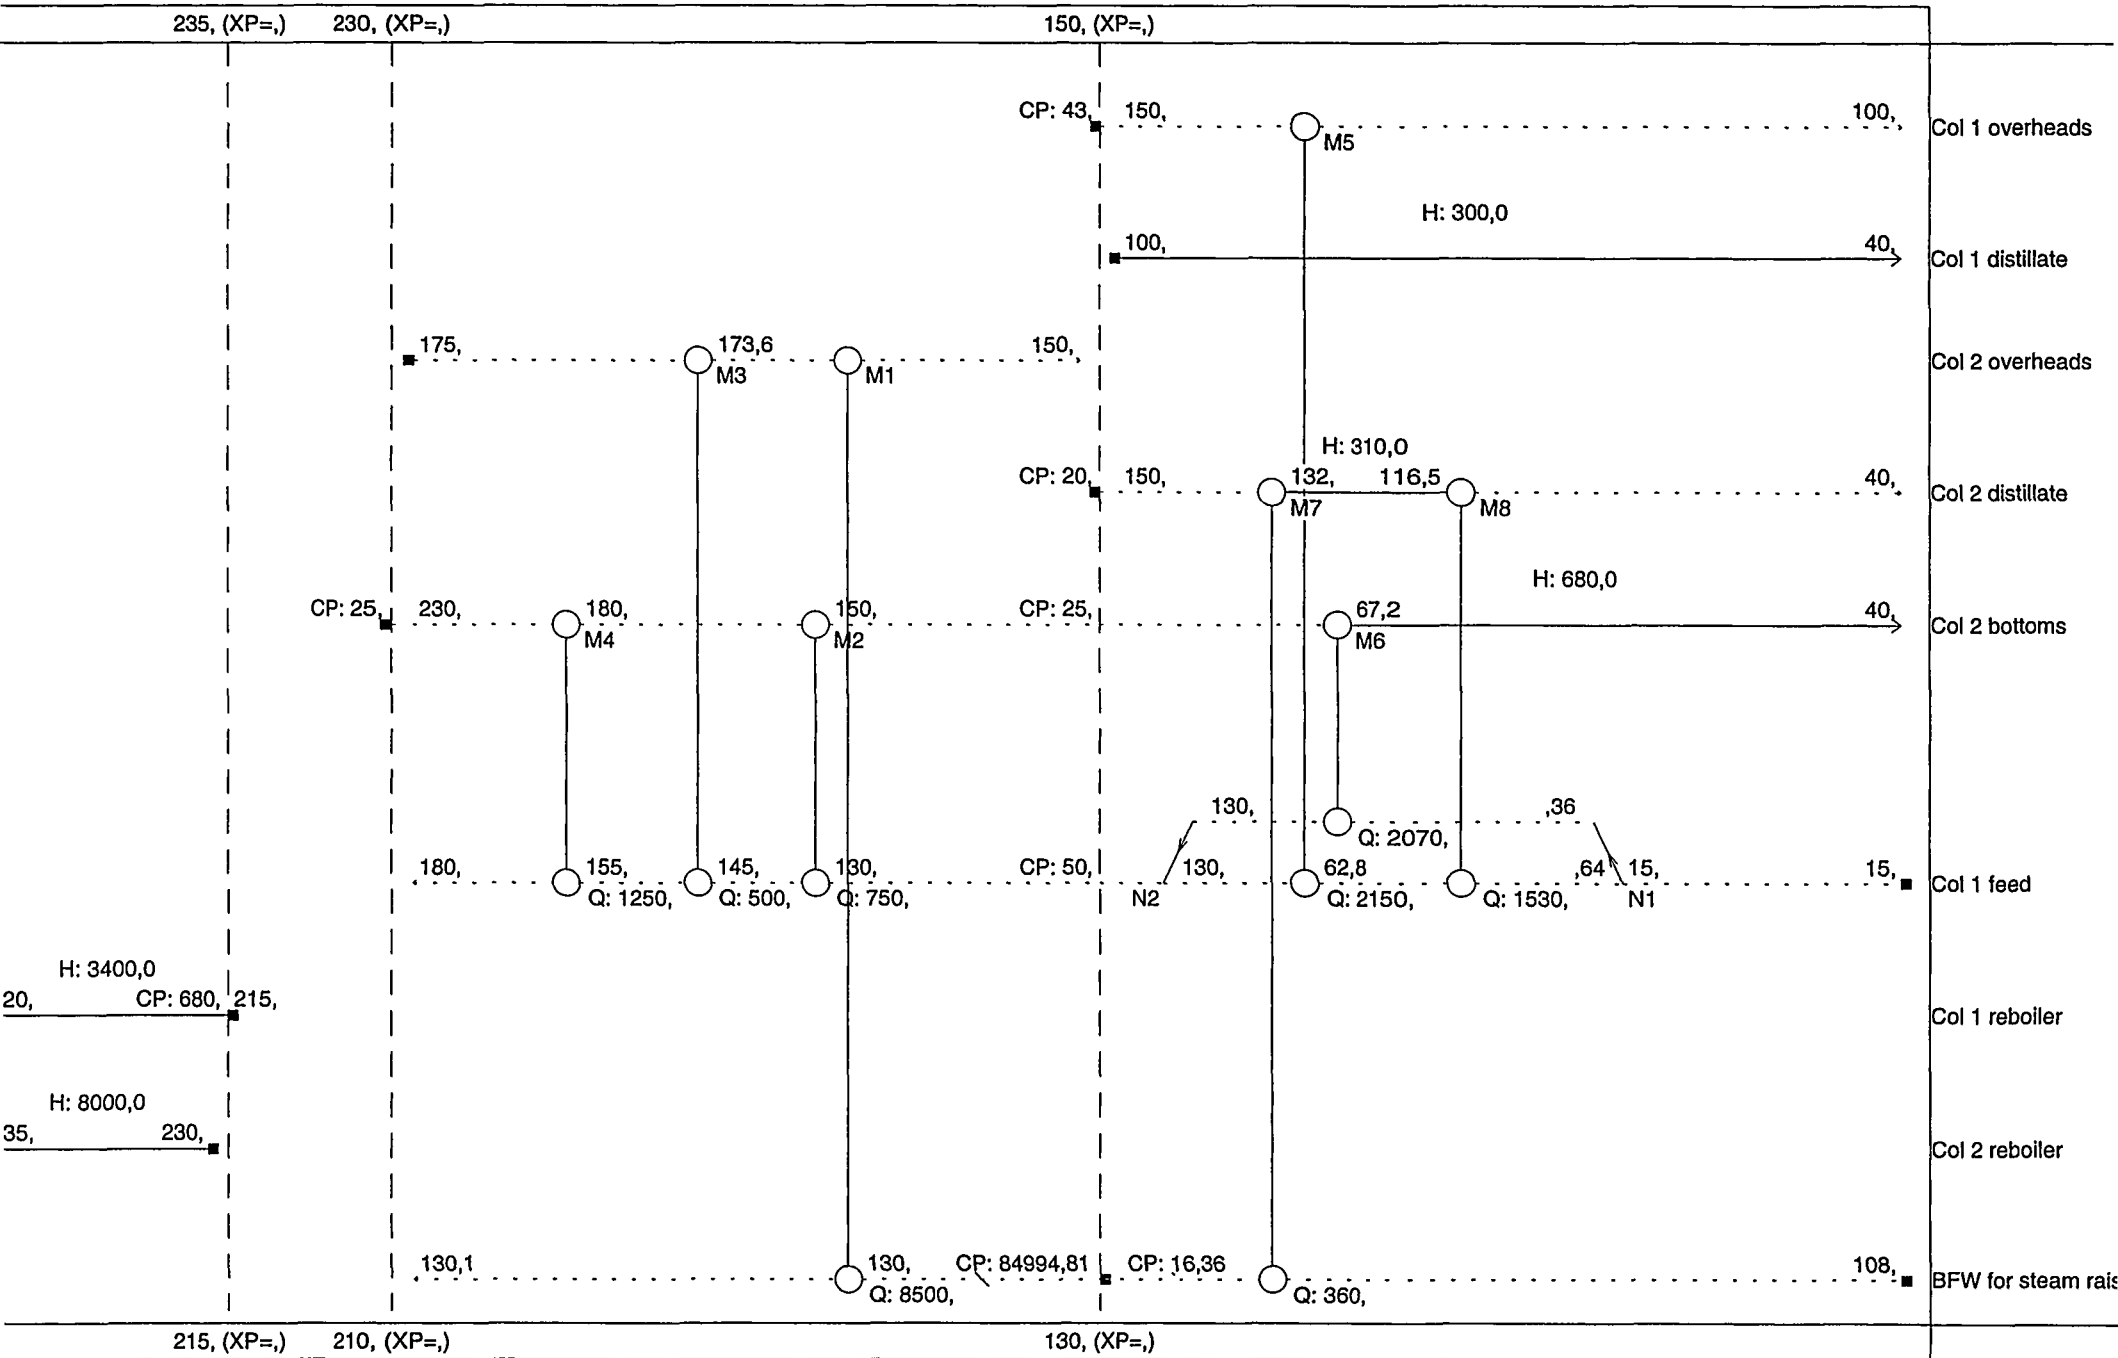 235, (XP=,) 230, (XP=,) 150, (XP=,)
CP: 43, 150, 100, Col 1 overheads
M5
H: 300,0
100, 40, Col 1 distillate
175, 173,6 150, Col 2 overheads
M3 M1
H: 310,0
CP: 20, 150, 132, 116,5 40, Col 2 distillate
M7 M8
H: 680,0
CP: 25, 230, 180, 150, CP: 25, 67,2 40, Col 2 bottoms
M4 M2 M6
130, ,36
Q: 2070,
180, 155, 145, 130, CP: 50, 130, 62,8 ,64 15, 15, Col 1 feed
Q: 1250, Q: 500, Q: 750, N2 Q: 2150, Q: 1530, N1
H: 3400,0
20, CP: 680, 215, Col 1 reboiler
H: 8000,0
35, 230, Col 2 reboiler
130,1 130, CP: 84994,81 CP: 16,36 108, BFW for steam rais
Q: 8500, Q: 360,
215, (XP=,) 210, (XP=,) 130, (XP=,)